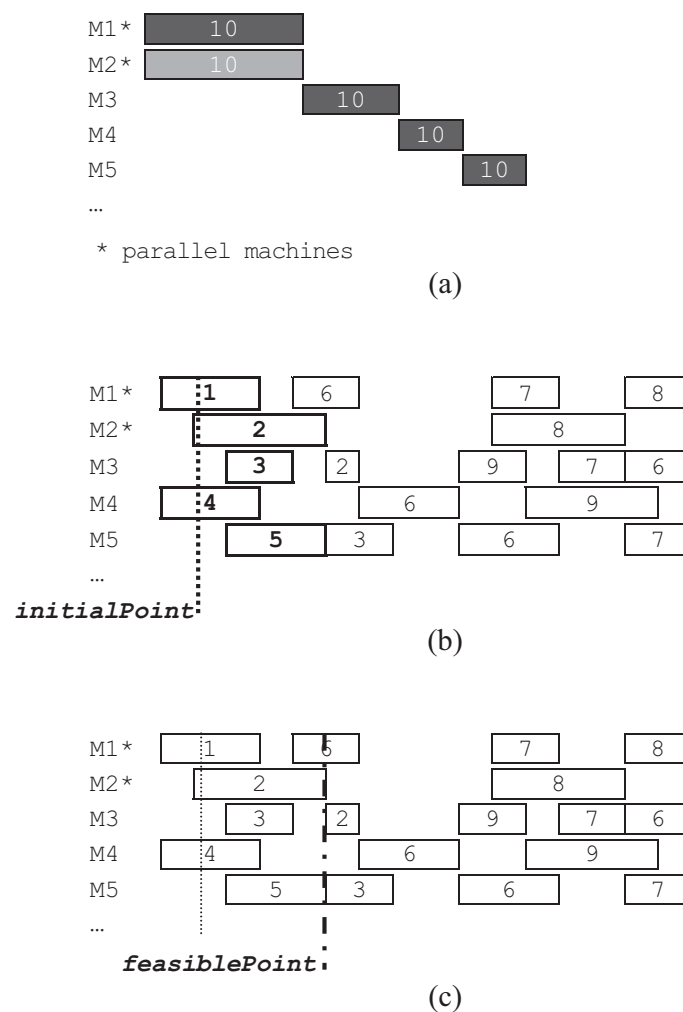 M1* 10
M2* 10
M3 10
M4 10
M5 10
…
* parallel machines
(a)
M1* 1 6 7 8
M2* 2 8
M3 3 2 9 7 6
M4 4 6 9
M5 5 3 6 7
…
initialPoint
(b)
M1* 1 6 7 8
M2* 2 8
M3 3 2 9 7 6
M4 4 6 9
M5 5 3 6 7
…
feasiblePoint
(c)